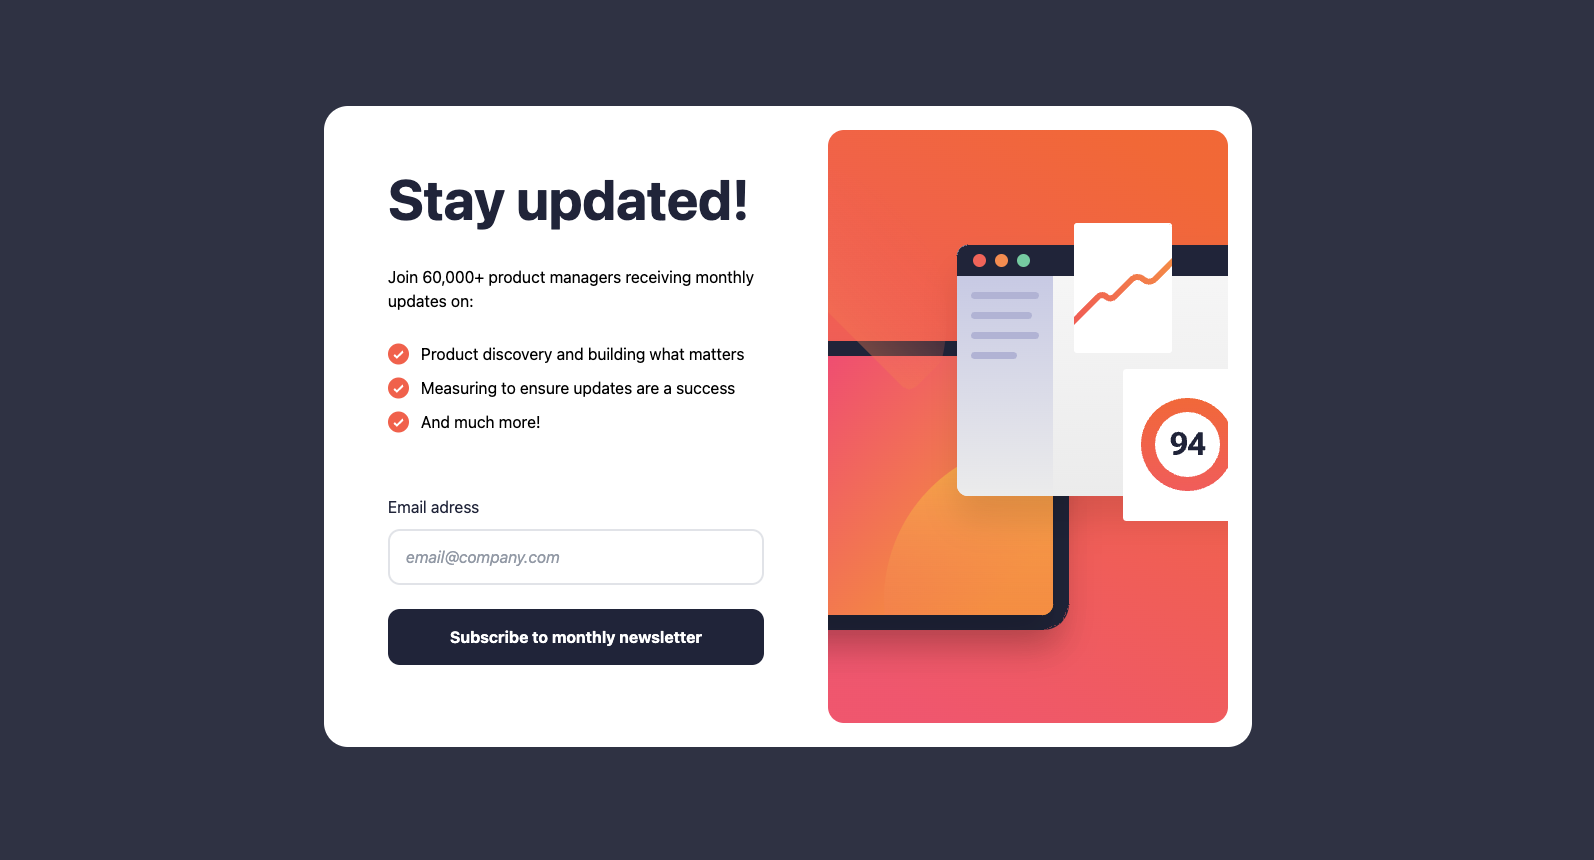 Stay updated!
Join 60,000+ product managers receiving monthly
updates on:
Product discovery and building what matters
Measuring to ensure updates are a success
And much more!
Email adress
email@company.com
Subscribe to monthly newsletter
94